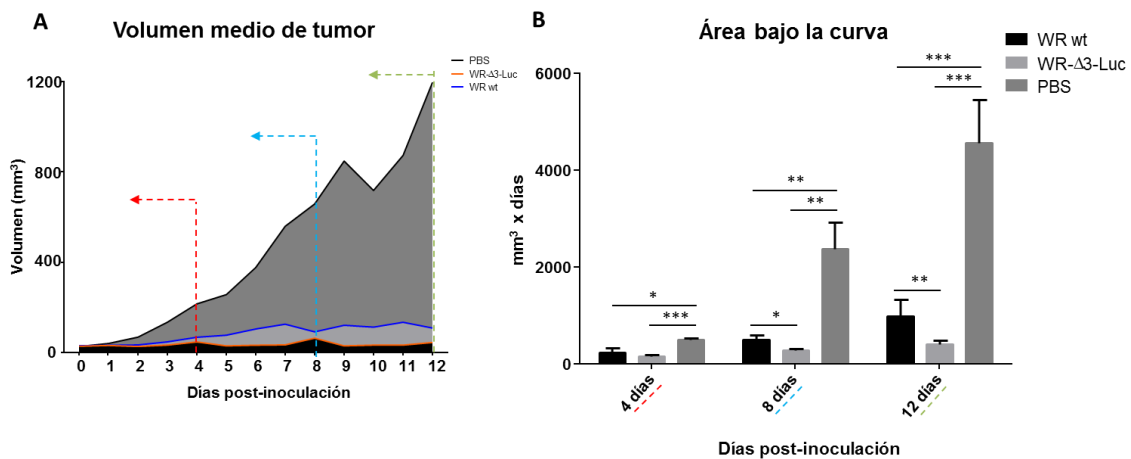 A
Volumen medio de tumor
PBS
WR-Δ3-Luc
WR wt
1200
800
400
0
Volumen (mm³)
0 1 2 3 4 5 6 7 8 9 10 11 12
Días post-inoculación
B
Área bajo la curva
WR wt
WR-Δ3-Luc
PBS
6000
4000
2000
0
mm³ x días
*
***
**
**
*
***
***
**
4 días
8 días
12 días
Días post-inoculación